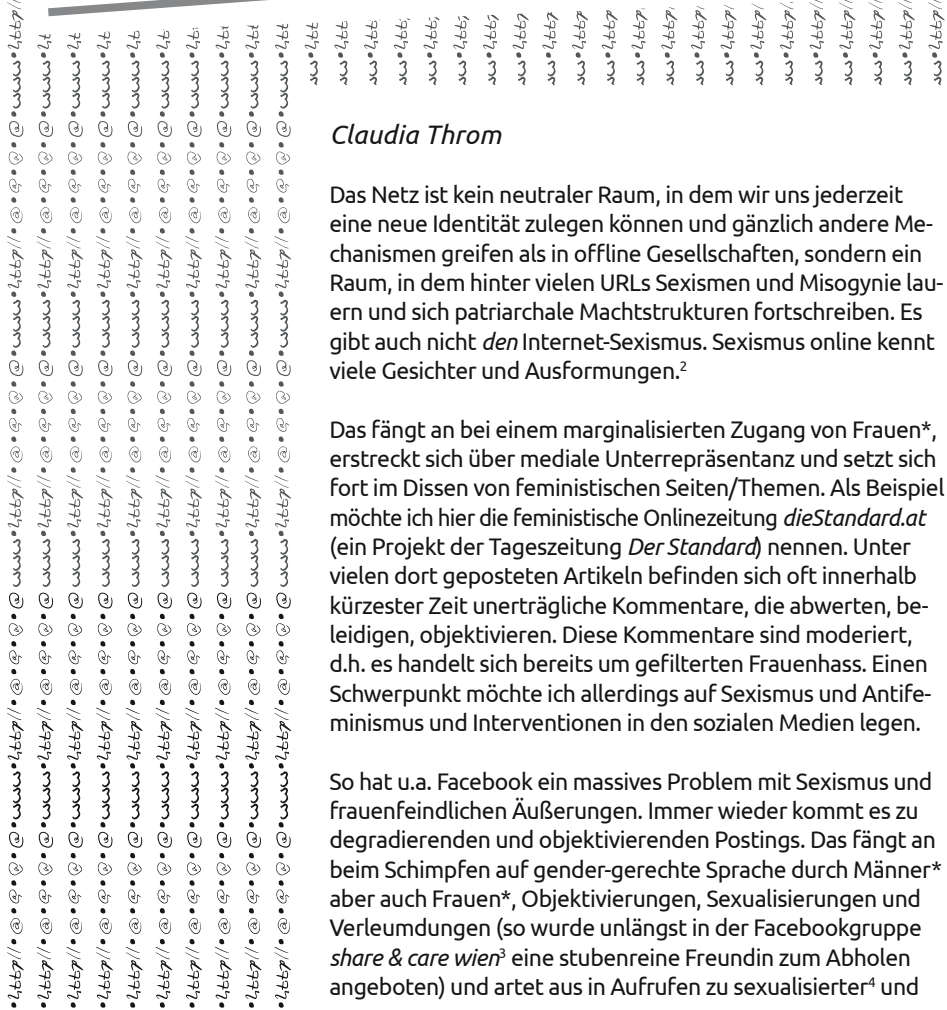 Claudia Throm
Das Netz ist kein neutraler Raum, in dem wir uns jederzeit
eine neue Identität zulegen können und gänzlich andere Me-
chanismen greifen als in offline Gesellschaften, sondern ein
Raum, in dem hinter vielen URLs Sexismen und Misogynie lau-
ern und sich patriarchale Machtstrukturen fortschreiben. Es
gibt auch nicht den Internet-Sexismus. Sexismus online kennt
viele Gesichter und Ausformungen.²
Das fängt an bei einem marginalisierten Zugang von Frauen*,
erstreckt sich über mediale Unterrepräsentanz und setzt sich
fort im Dissen von feministischen Seiten/Themen. Als Beispiel
möchte ich hier die feministische Onlinezeitung dieStandard.at
(ein Projekt der Tageszeitung Der Standard) nennen. Unter
vielen dort geposteten Artikeln befinden sich oft innerhalb
kürzester Zeit unerträgliche Kommentare, die abwerten, be-
leidigen, objektivieren. Diese Kommentare sind moderiert,
d.h. es handelt sich bereits um gefilterten Frauenhass. Einen
Schwerpunkt möchte ich allerdings auf Sexismus und Antife-
minismus und Interventionen in den sozialen Medien legen.
So hat u.a. Facebook ein massives Problem mit Sexismus und
frauenfeindlichen Äußerungen. Immer wieder kommt es zu
degradierenden und objektivierenden Postings. Das fängt an
beim Schimpfen auf gender-gerechte Sprache durch Männer*
aber auch Frauen*, Objektivierungen, Sexualisierungen und
Verleumdungen (so wurde unlängst in der Facebookgruppe
share & care wien³ eine stubenreine Freundin zum Abholen
angeboten) und artet aus in Aufrufen zu sexualisierter⁴ und